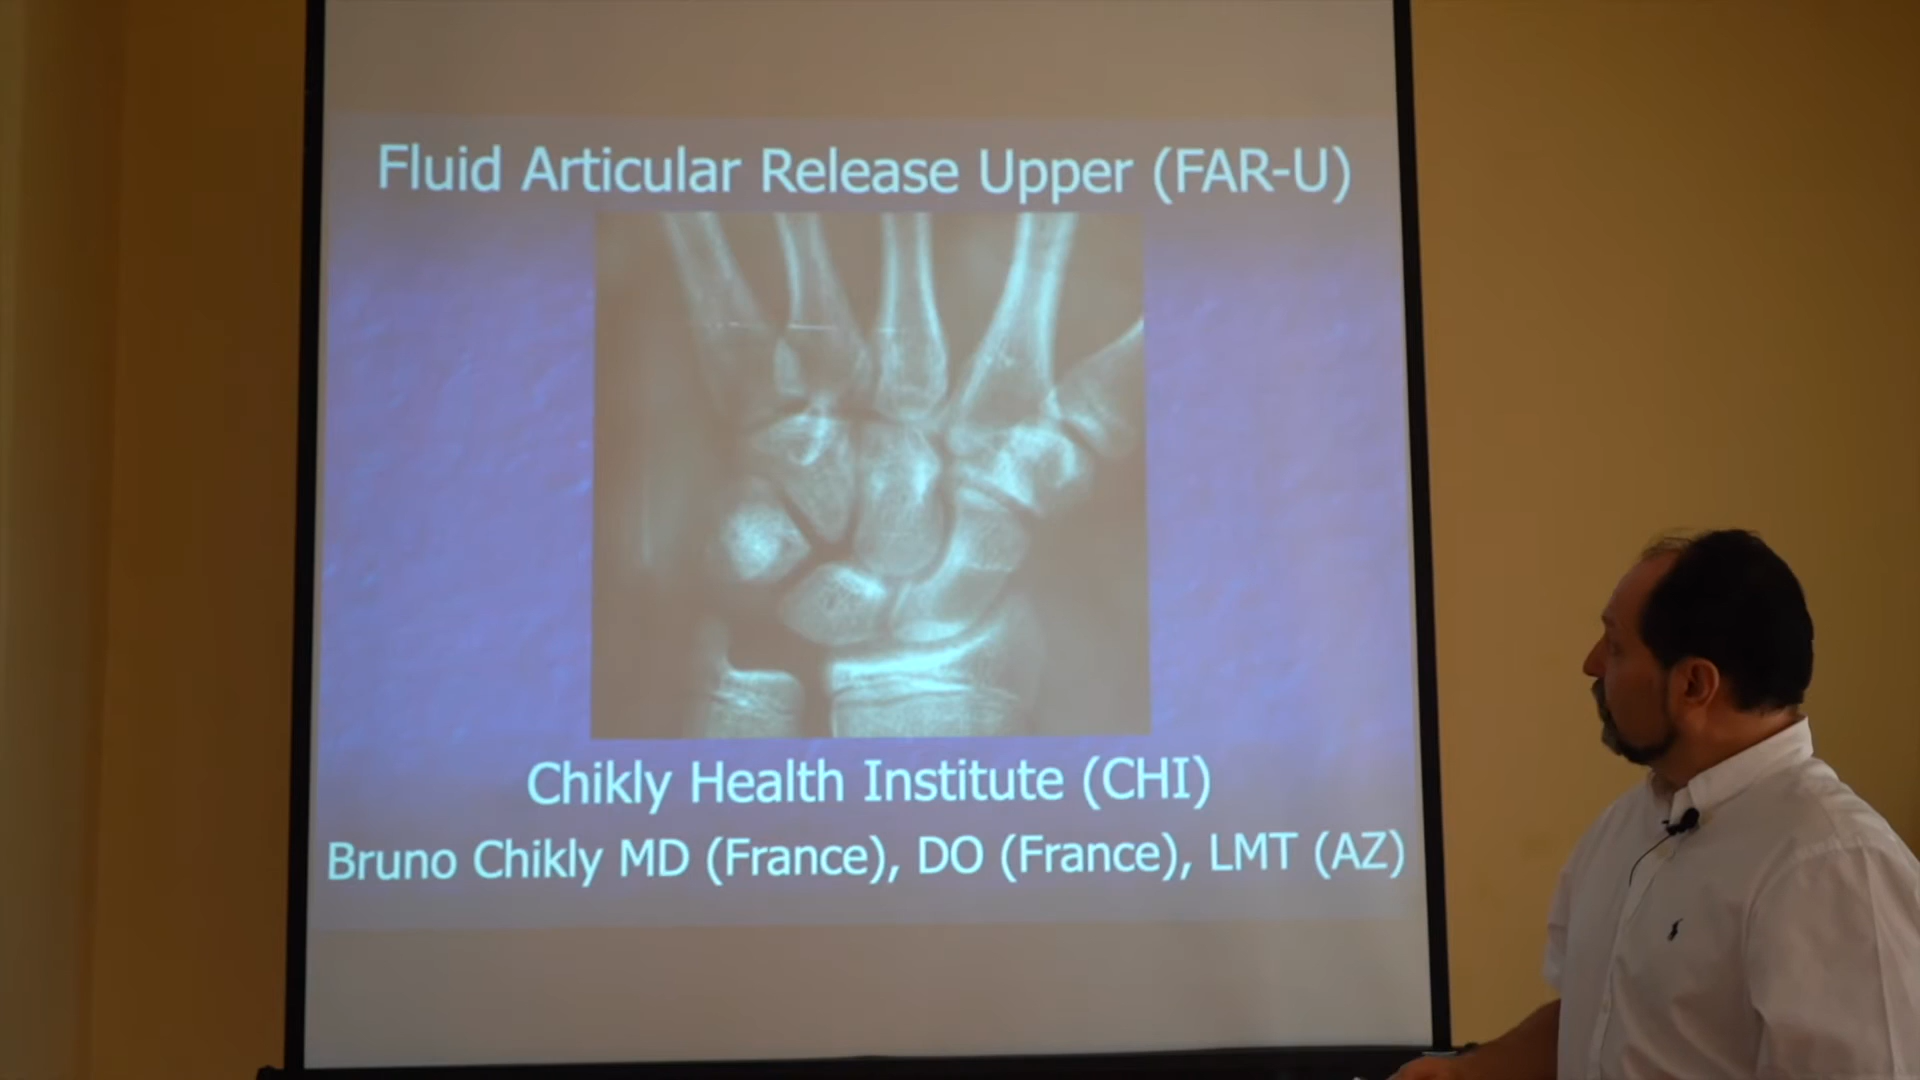 Fluid Articular Release Upper (FAR-U)
Chikly Health Institute (CHI)
Bruno Chikly MD (France), DO (France), LMT (AZ)